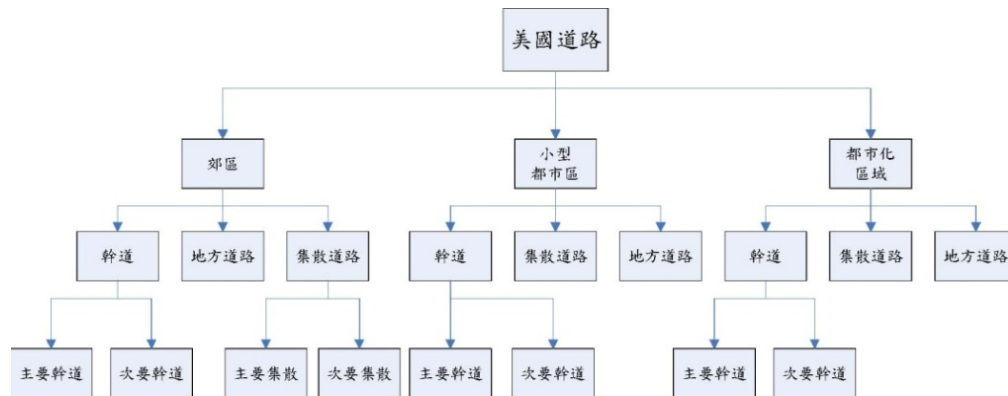 美國道路
郊區
小型
都市區
都市化
區域
幹道
地方道路
集散道路
幹道
集散道路
地方道路
幹道
集散道路
地方道路
主要幹道
次要幹道
主要集散
次要集散
主要幹道
次要幹道
主要幹道
次要幹道